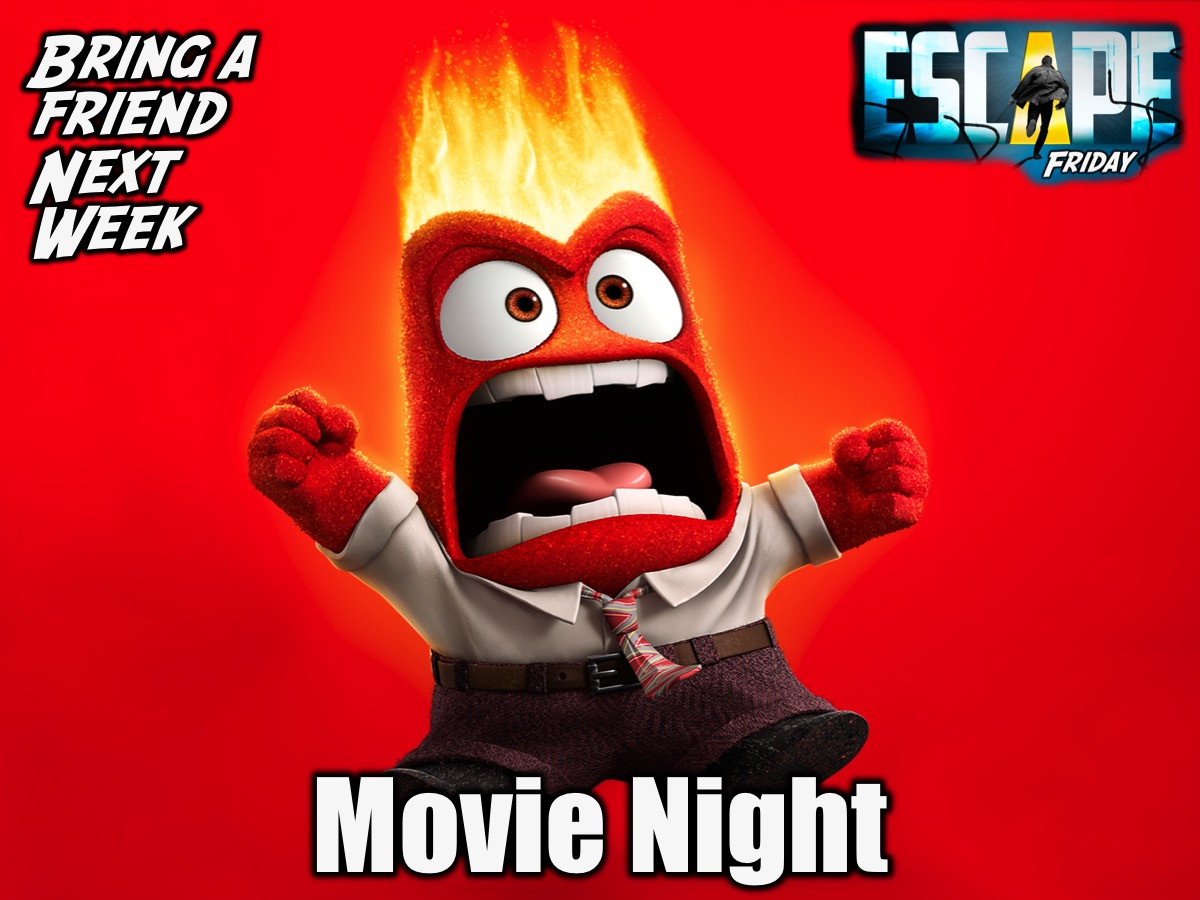 BRING A
FRIEND
NEXT
WEEK
ESCAPE
FRIDAY
Movie Night